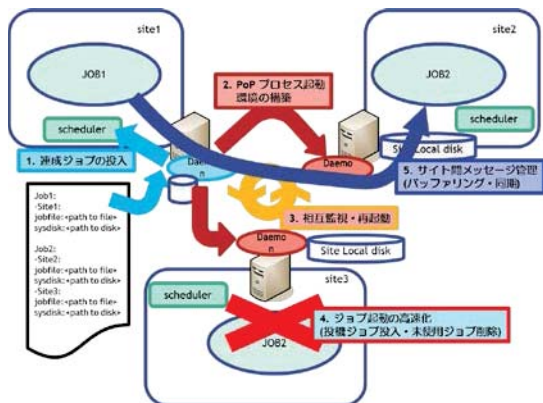 site1
JOB1
scheduler
1. 連成ジョブの投入
2. PoP プロセス起動
環境の構築
site2
JOB2
scheduler
Site Local disk
Daemo
Dae
n
5. サイト間メッセージ管理
(バッファリング・同期)
3. 相互監視・再起動
Daemo
n
Site Local disk
site3
scheduler
JOB2
4. ジョブ起動の高速化
(投機ジョブ投入・未使用ジョブ削除)
Job1:
-Site1:
jobfile:<path to file>
sysdisk:<path to disk>
Job2:
-Site2:
jobfile:<path to file>
sysdisk:<path to disk>
-Site3:
jobfile:<path to file>
sysdisk:<path to disk>